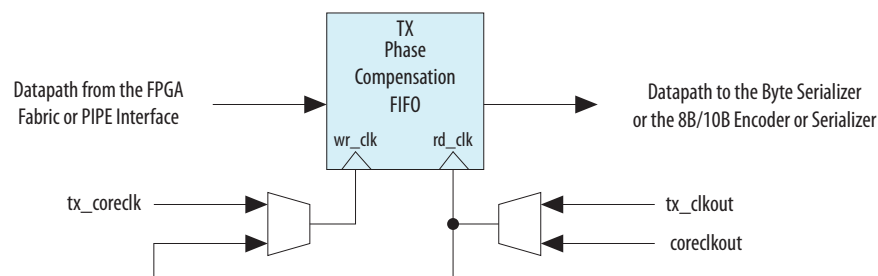 TX
Phase
Compensation
FIFO
Datapath from the FPGA
Fabric or PIPE Interface
Datapath to the Byte Serializer
or the 8B/10B Encoder or Serializer
wr_clk
rd_clk
tx_coreclk
tx_clkout
coreclkout